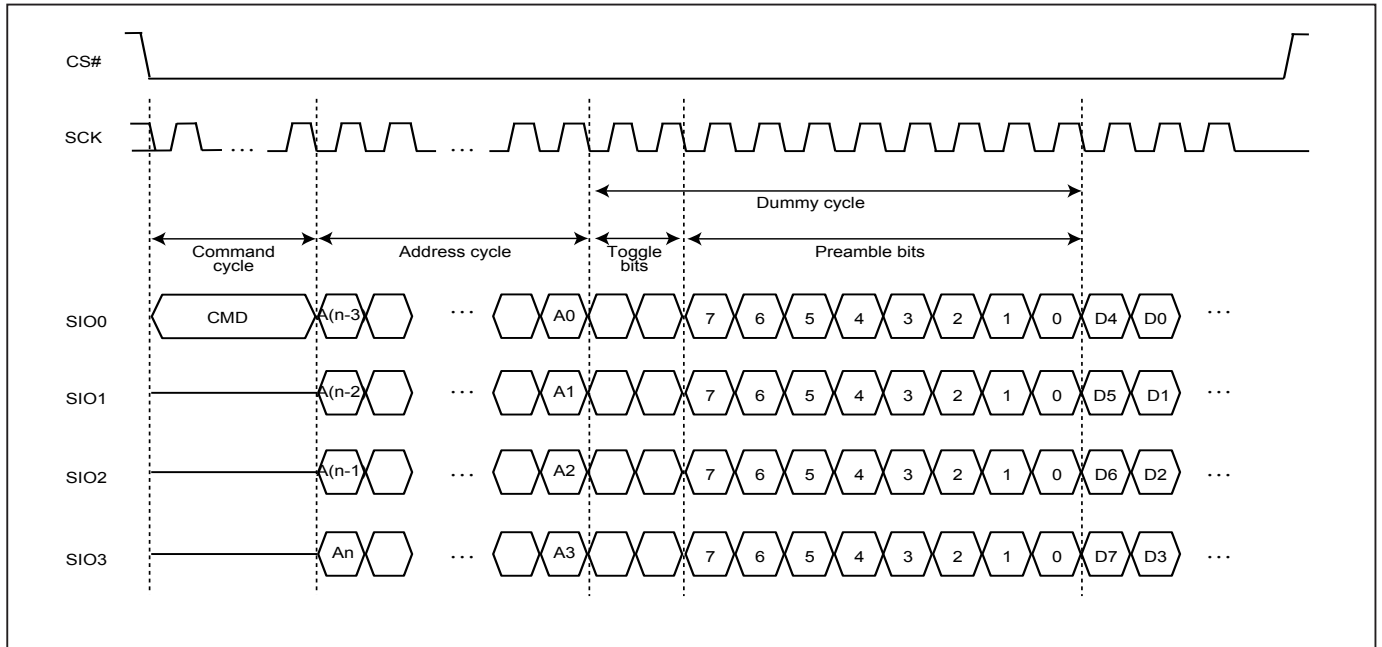 CS#
SCK
...
...
Dummy cycle
Command
cycle
Address cycle
Toggle
bits
Preamble bits
SIO0
CMD
A(n-3)
...
A0
7 6 5 4 3 2 1 0
D4 D0
...
SIO1
A(n-2)
...
A1
7 6 5 4 3 2 1 0
D5 D1
...
SIO2
A(n-1)
...
A2
7 6 5 4 3 2 1 0
D6 D2
...
SIO3
An
...
A3
7 6 5 4 3 2 1 0
D7 D3
...